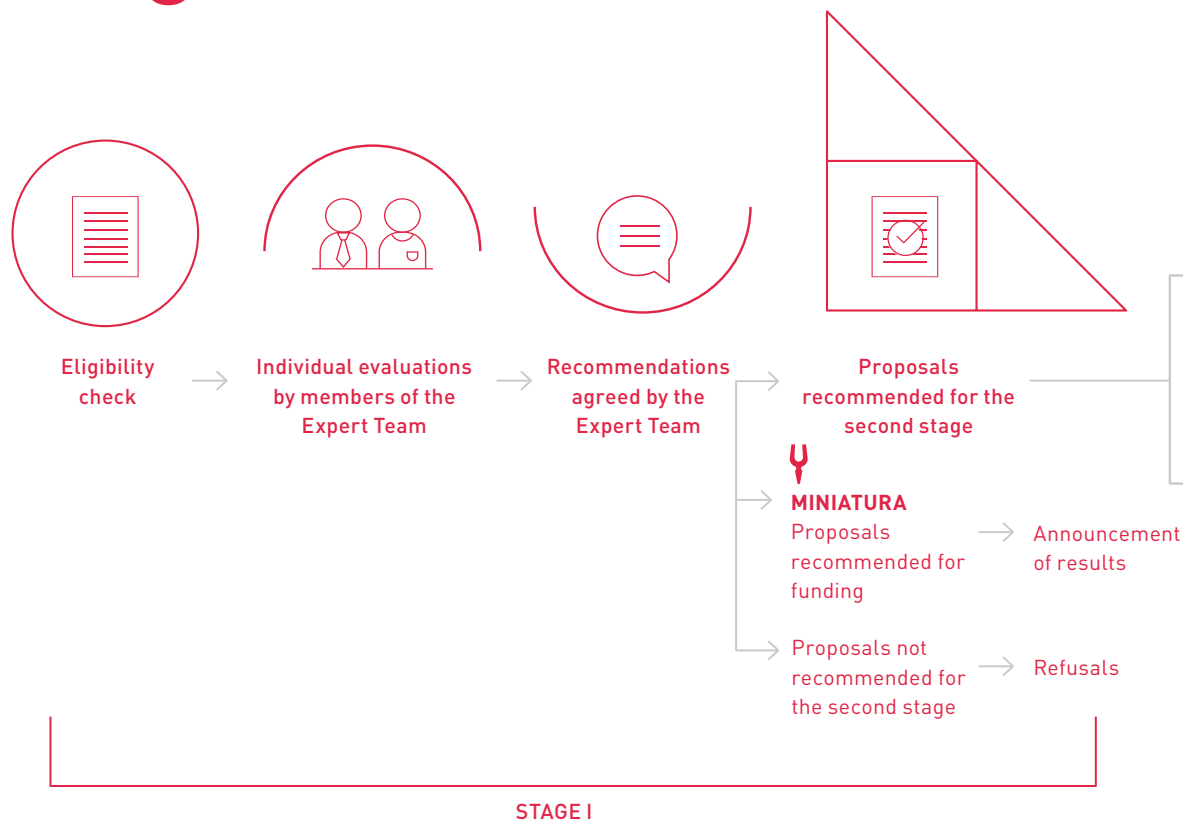 Eligibility
check
Individual evaluations
by members of the
Expert Team
Recommendations
agreed by the
Expert Team
Proposals
recommended for the
second stage
MINIATURA
Proposals
recommended for
funding
Announcement
of results
Proposals not
recommended for
the second stage
Refusals
STAGE I